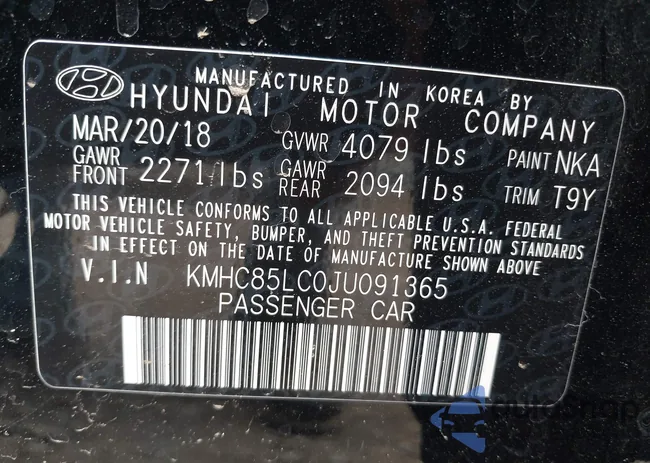 MANUFACTURED IN KOREA BY
HYUNDAI MOTOR COMPANY
MAR/20/18 GVWR 4079 lbs PAINT NKA
GAWR FRONT 2271 lbs GAWR REAR 2094 lbs TRIM T9Y
THIS VEHICLE CONFORMS TO ALL APPLICABLE U.S.A. FEDERAL
MOTOR VEHICLE SAFETY, BUMPER, AND THEFT PREVENTION STANDARDS
IN EFFECT ON THE DATE OF MANUFACTURE SHOWN ABOVE
V.I.N KMHC85LC0JU091365
PASSENGER CAR
autoshop